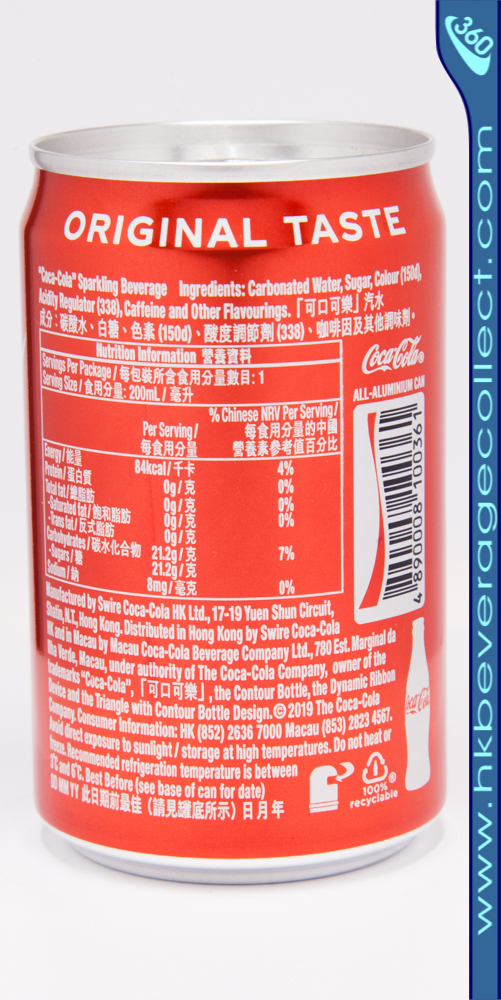 ORIGINAL TASTE
"Coca-Cola" Sparkling Beverage Ingredients: Carbonated Water, Sugar, Colour (150d),
Acidity Regulator (338), Caffeine and Other Flavourings.「可口可樂」汽水
成分：碳酸水、白糖、色素 (150d)、酸度調節劑 (338)、咖啡因及其他調味劑。
Nutrition Information 營養資料
Servings Per Package / 每包裝所含食用分量數目: 1
Serving Size / 食用分量: 200mL / 毫升
Per Serving / 每食用分量
% Chinese NRV Per Serving / 每食用分量的中國營養素參考值百分比
Energy / 能量 84kcal / 千卡 4%
Protein / 蛋白質 0g / 克 0%
Total fat / 總脂肪 0g / 克 0%
-Saturated fat / 飽和脂肪 0g / 克 0%
-Trans fat / 反式脂肪 0g / 克
Carbohydrates / 碳水化合物 21.2g / 克 7%
-Sugars / 糖 21.2g / 克
Sodium / 鈉 8mg / 毫克 0%
Coca-Cola®
ALL-ALUMINIUM CAN
4 890008 100361
Manufactured by Swire Coca-Cola HK Ltd., 17-19 Yuen Shun Circuit,
Shatin, N.T., Hong Kong. Distributed in Hong Kong by Swire Coca-Cola
HK and in Macau by Macau Coca-Cola Beverage Company Ltd., 780 Est. Marginal da
Ilha Verde, Macau, under authority of The Coca-Cola Company, owner of the
trademarks "Coca-Cola",「可口可樂」, the Contour Bottle, the Dynamic Ribbon
Device and the Triangle with Contour Bottle Design. © 2019 The Coca-Cola
Company. Consumer Information: HK (852) 2636 7000 Macau (853) 2823 4567.
Avoid direct exposure to sunlight / storage at high temperatures. Do not heat or
freeze. Recommended refrigeration temperature is between
3°C and 6°C. Best Before (see base of can for date)
DD MM YY 此日期前最佳（請見罐底所示）日月年
Coca-Cola
100%
recyclable
360
www.hkbeveragecollect.com